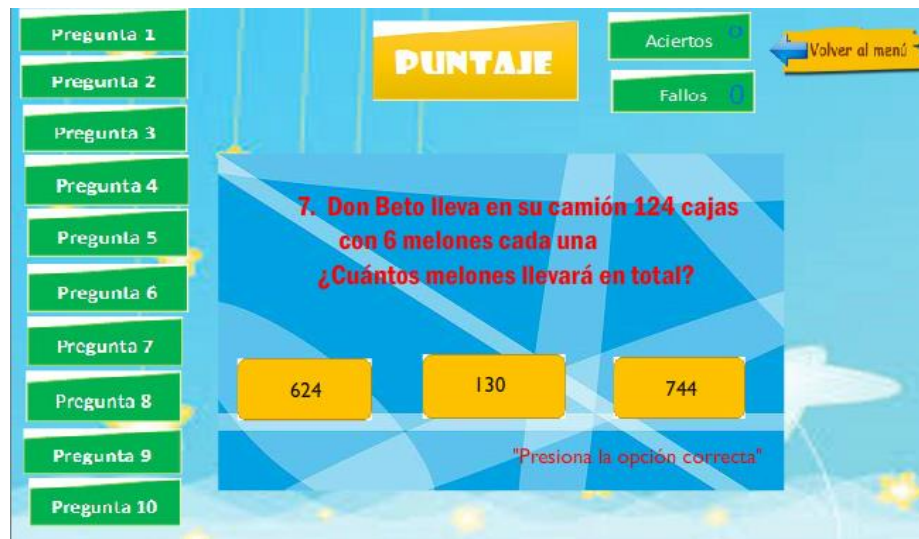 Pregunta 1
Pregunta 2
Pregunta 3
Pregunta 4
Pregunta 5
Pregunta 6
Pregunta 7
Pregunta 8
Pregunta 9
Pregunta 10
PUNTAJE
Aciertos 0
Fallos 0
Volver al menú
7. Don Beto lleva en su camión 124 cajas
con 6 melones cada una
¿Cuántos melones llevará en total?
624
130
744
"Presiona la opción correcta"